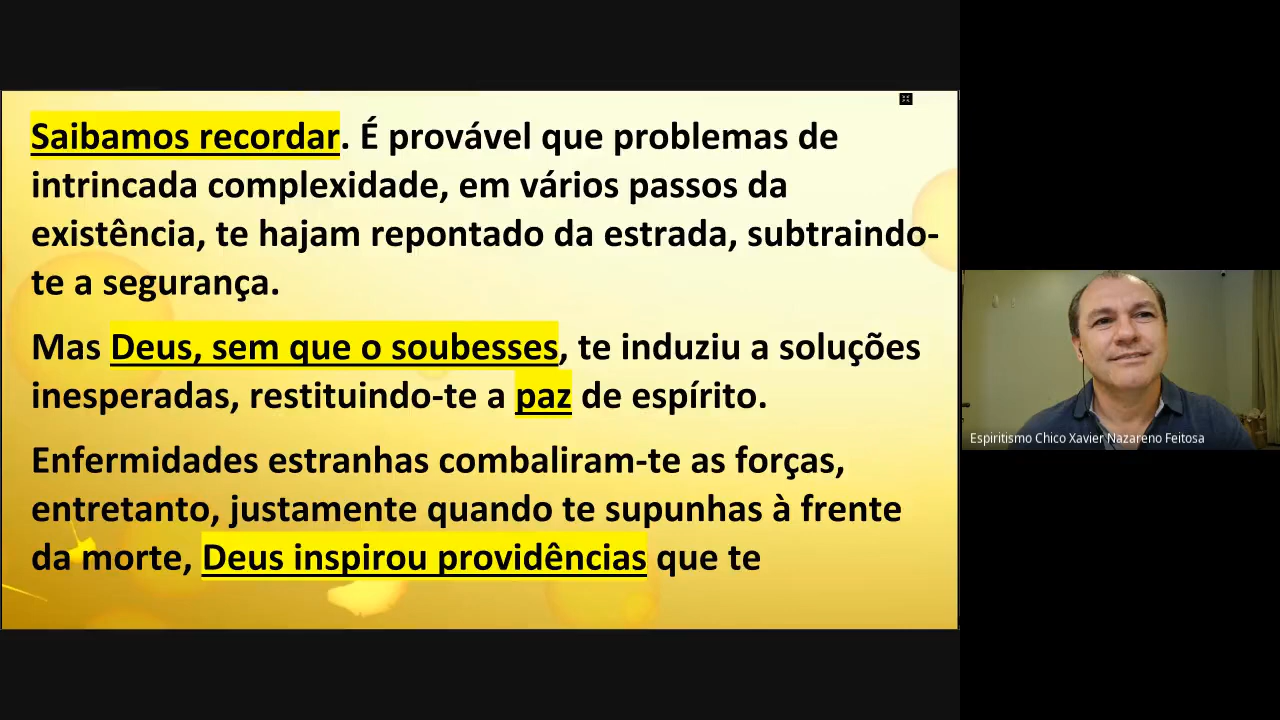 Saibamos recordar. É provável que problemas de
intrincada complexidade, em vários passos da
existência, te hajam repontado da estrada, subtraindo-
te a segurança.
Mas Deus, sem que o soubesses, te induziu a soluções
inesperadas, restituindo-te a paz de espírito.
Enfermidades estranhas combaliram-te as forças,
entretanto, justamente quando te supunhas à frente
da morte, Deus inspirou providências que te
Espiritismo Chico Xavier Nazareno Feitosa